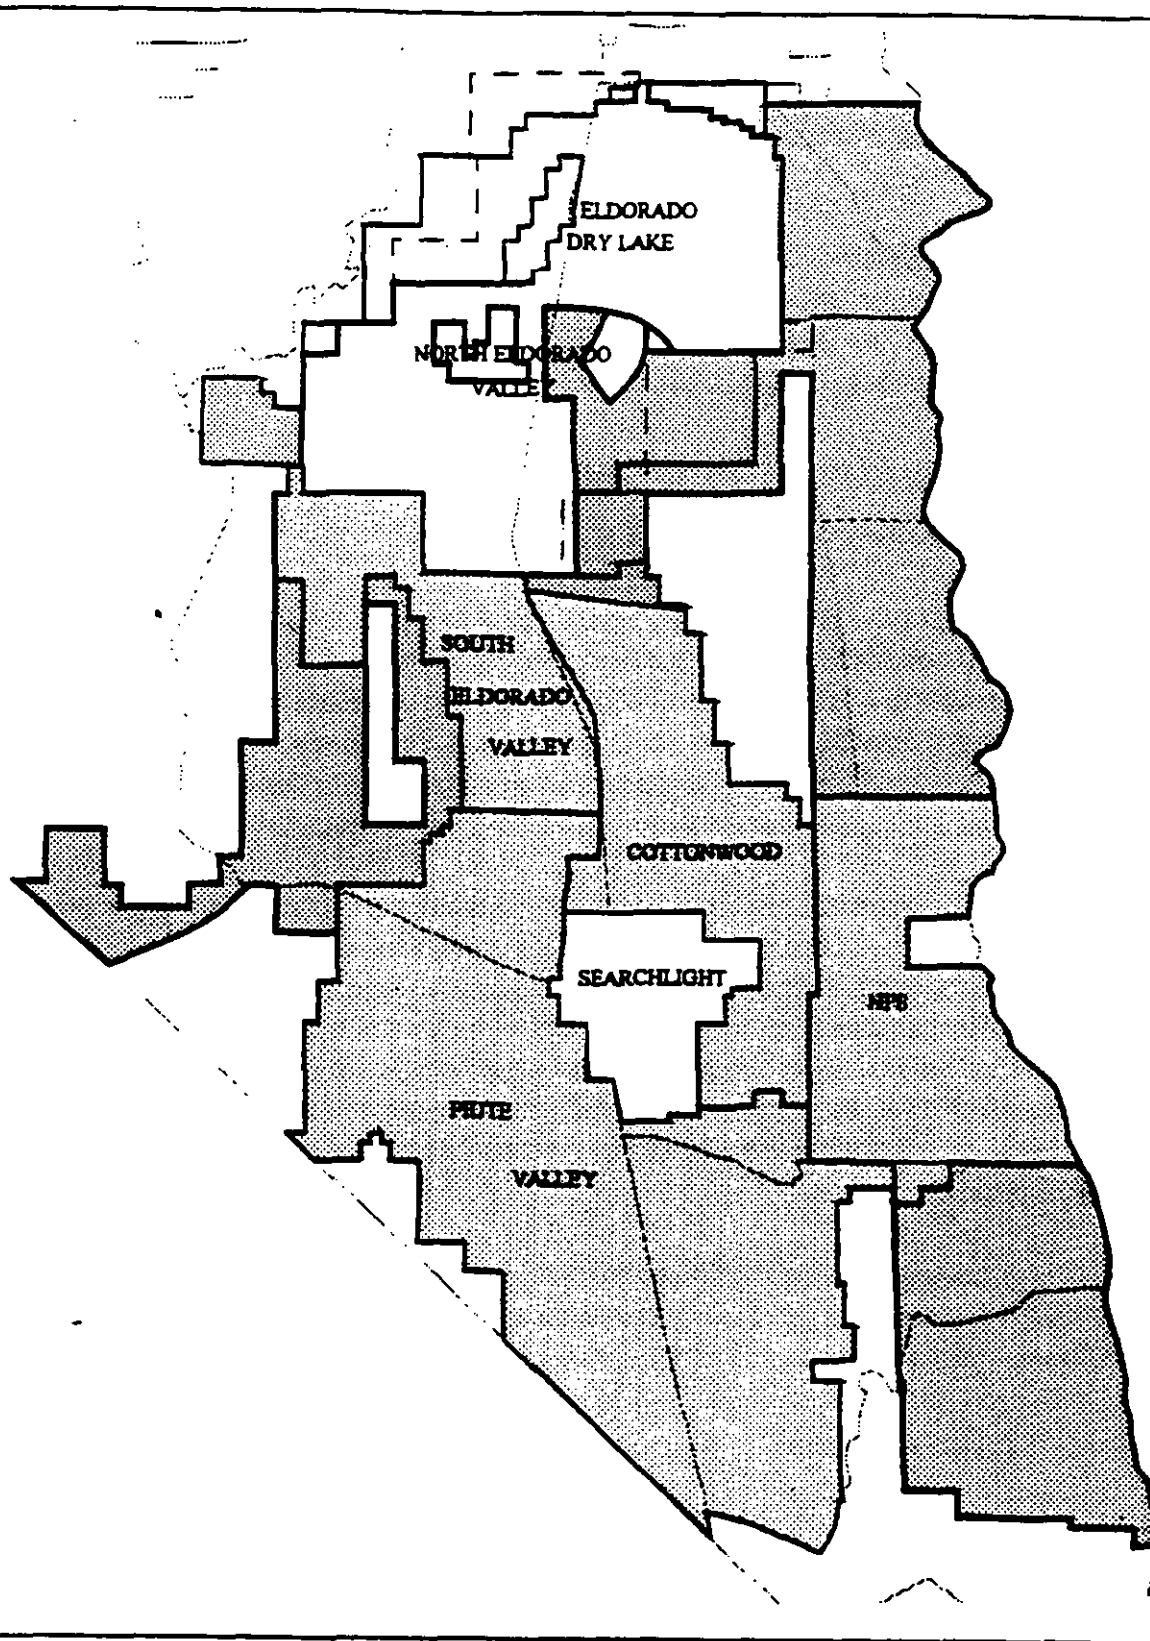 ELDORADO
DRY LAKE
NORTH ELDORADO
VALLEY
SOUTH
ELDORADO
VALLEY
COTTONWOOD
SEARCHLIGHT
NPS
PIUTE
VALLEY